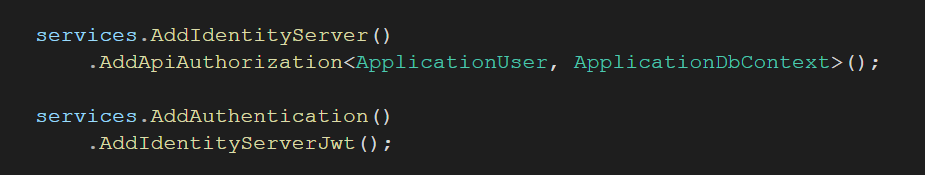 services.AddIdentityServer()
    .AddApiAuthorization<ApplicationUser, ApplicationDbContext>();
services.AddAuthentication()
    .AddIdentityServerJwt();